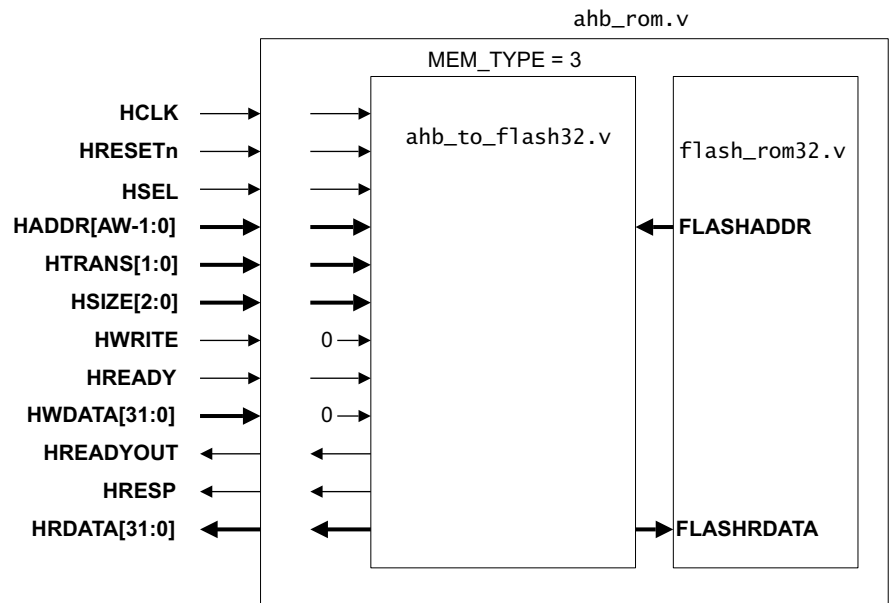 ahb_rom.v
MEM_TYPE = 3
HCLK
ahb_to_flash32.v
flash_rom32.v
HRESETn
HSEL
HADDR[AW-1:0]
FLASHADDR
HTRANS[1:0]
HSIZE[2:0]
HWRITE
0
HREADY
HWDATA[31:0]
0
HREADYOUT
HRESP
HRDATA[31:0]
FLASHRDATA